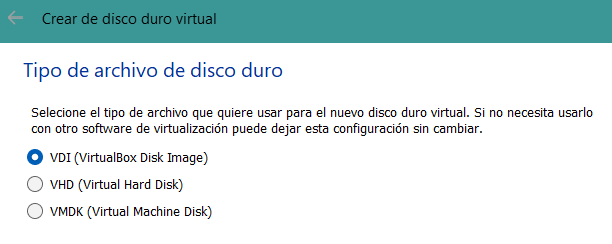 Crear de disco duro virtual
Tipo de archivo de disco duro
Selecione el tipo de archivo que quiere usar para el nuevo disco duro virtual. Si no necesita usarlo
con otro software de virtualización puede dejar esta configuración sin cambiar.
VDI (VirtualBox Disk Image)
VHD (Virtual Hard Disk)
VMDK (Virtual Machine Disk)